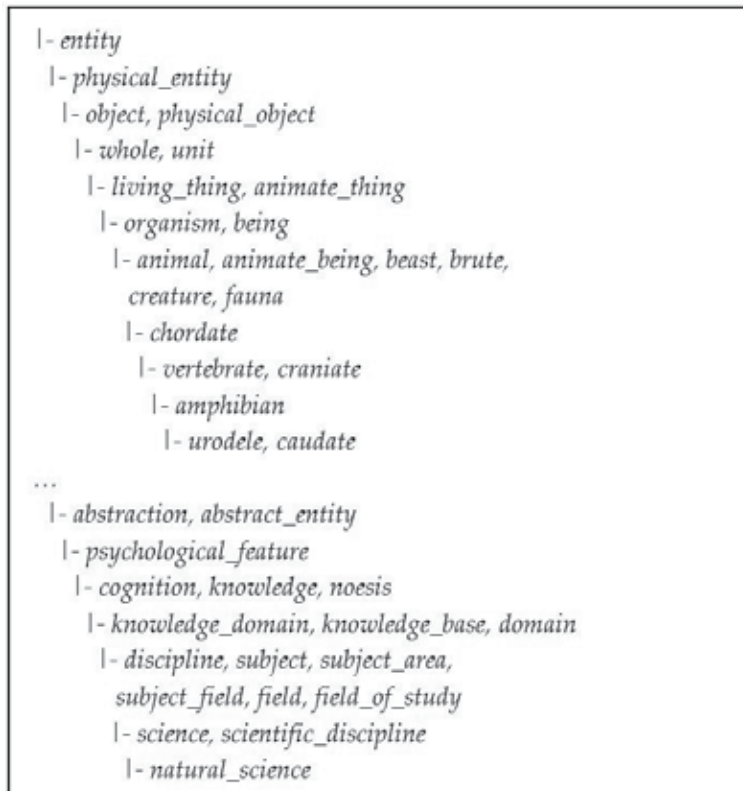 |- entity
|- physical_entity
|- object, physical_object
|- whole, unit
|- living_thing, animate_thing
|- organism, being
|- animal, animate_being, beast, brute,
creature, fauna
|- chordate
|- vertebrate, craniate
|- amphibian
|- urodele, caudate
...
|- abstraction, abstract_entity
|- psychological_feature
|- cognition, knowledge, noesis
|- knowledge_domain, knowledge_base, domain
|- discipline, subject, subject_area,
subject_field, field, field_of_study
|- science, scientific_discipline
|- natural_science